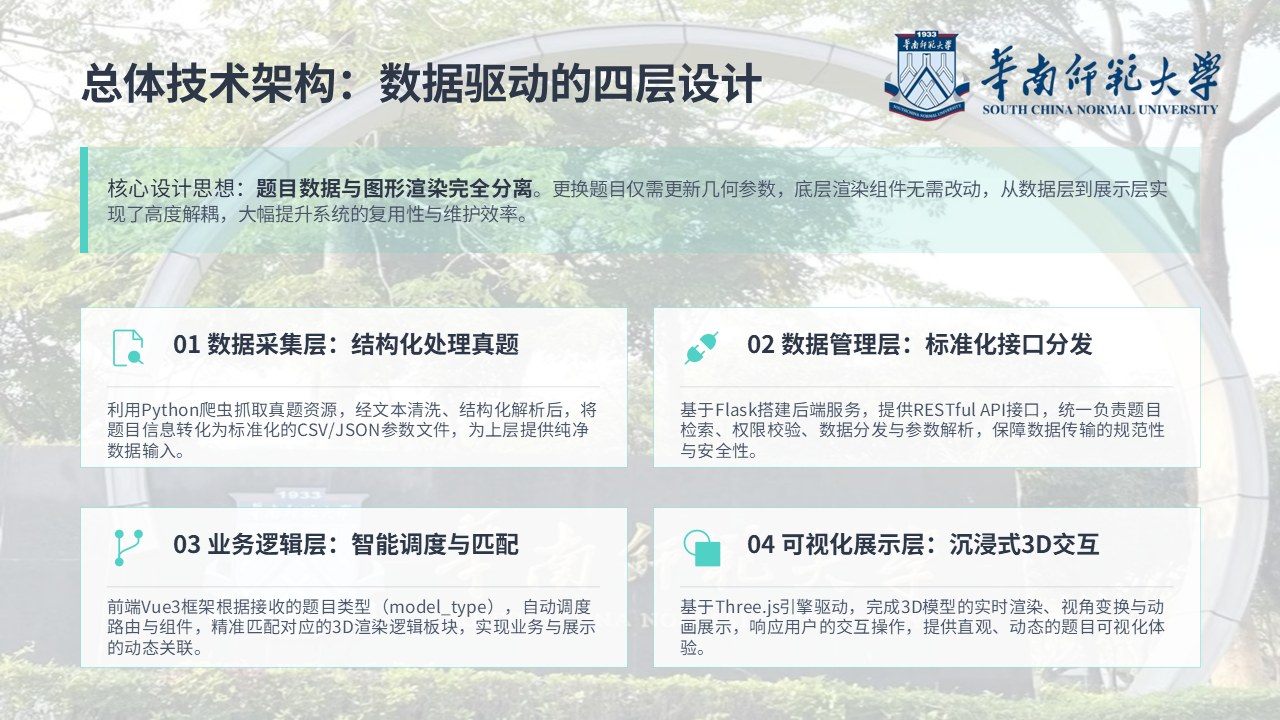 总体技术架构：数据驱动的四层设计
1933
華南師範大學
SOUTH CHINA NORMAL UNIVERSITY
華南師範大學
SOUTH CHINA NORMAL UNIVERSITY
核心设计思想：题目数据与图形渲染完全分离。更换题目仅需更新几何参数，底层渲染组件无需改动，从数据层到展示层实
现了高度解耦，大幅提升系统的复用性与维护效率。
01 数据采集层：结构化处理真题
利用Python爬虫抓取真题资源，经文本清洗、结构化解析后，将
题目信息转化为标准化的CSV/JSON参数文件，为上层提供纯净
数据输入。
02 数据管理层：标准化接口分发
基于Flask搭建后端服务，提供RESTful API接口，统一负责题目
检索、权限校验、数据分发与参数解析，保障数据传输的规范性
与安全性。
1933
03 业务逻辑层：智能调度与匹配
前端Vue3框架根据接收的题目类型（model_type），自动调度
路由与组件，精准匹配对应的3D渲染逻辑板块，实现业务与展示
的动态关联。
04 可视化展示层：沉浸式3D交互
基于Three.js引擎驱动，完成3D模型的实时渲染、视角变换与动
画展示，响应用户的交互操作，提供直观、动态的题目可视化体
验。